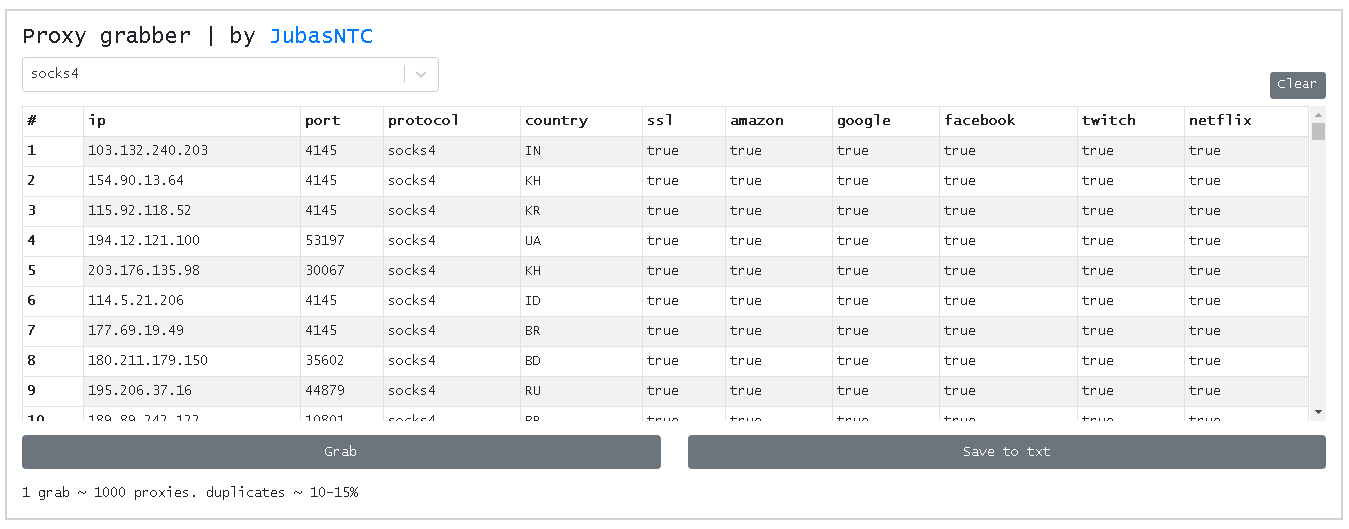 Proxy grabber | by JubasNTC
socks4
Clear
# ip port protocol country ssl amazon google facebook twitch netflix
1 103.132.240.203 4145 socks4 IN true true true true true true
2 154.90.13.64 4145 socks4 KH true true true true true true
3 115.92.118.52 4145 socks4 KR true true true true true true
4 194.12.121.100 53197 socks4 UA true true true true true true
5 203.176.135.98 30067 socks4 KH true true true true true true
6 114.5.21.206 4145 socks4 ID true true true true true true
7 177.69.19.49 4145 socks4 BR true true true true true true
8 180.211.179.150 35602 socks4 BD true true true true true true
9 195.206.37.16 44879 socks4 RU true true true true true true
10 189.89.242.122 10801 socks4 BR true true true true true true
Grab Save to txt
1 grab ~ 1000 proxies. duplicates ~ 10-15%